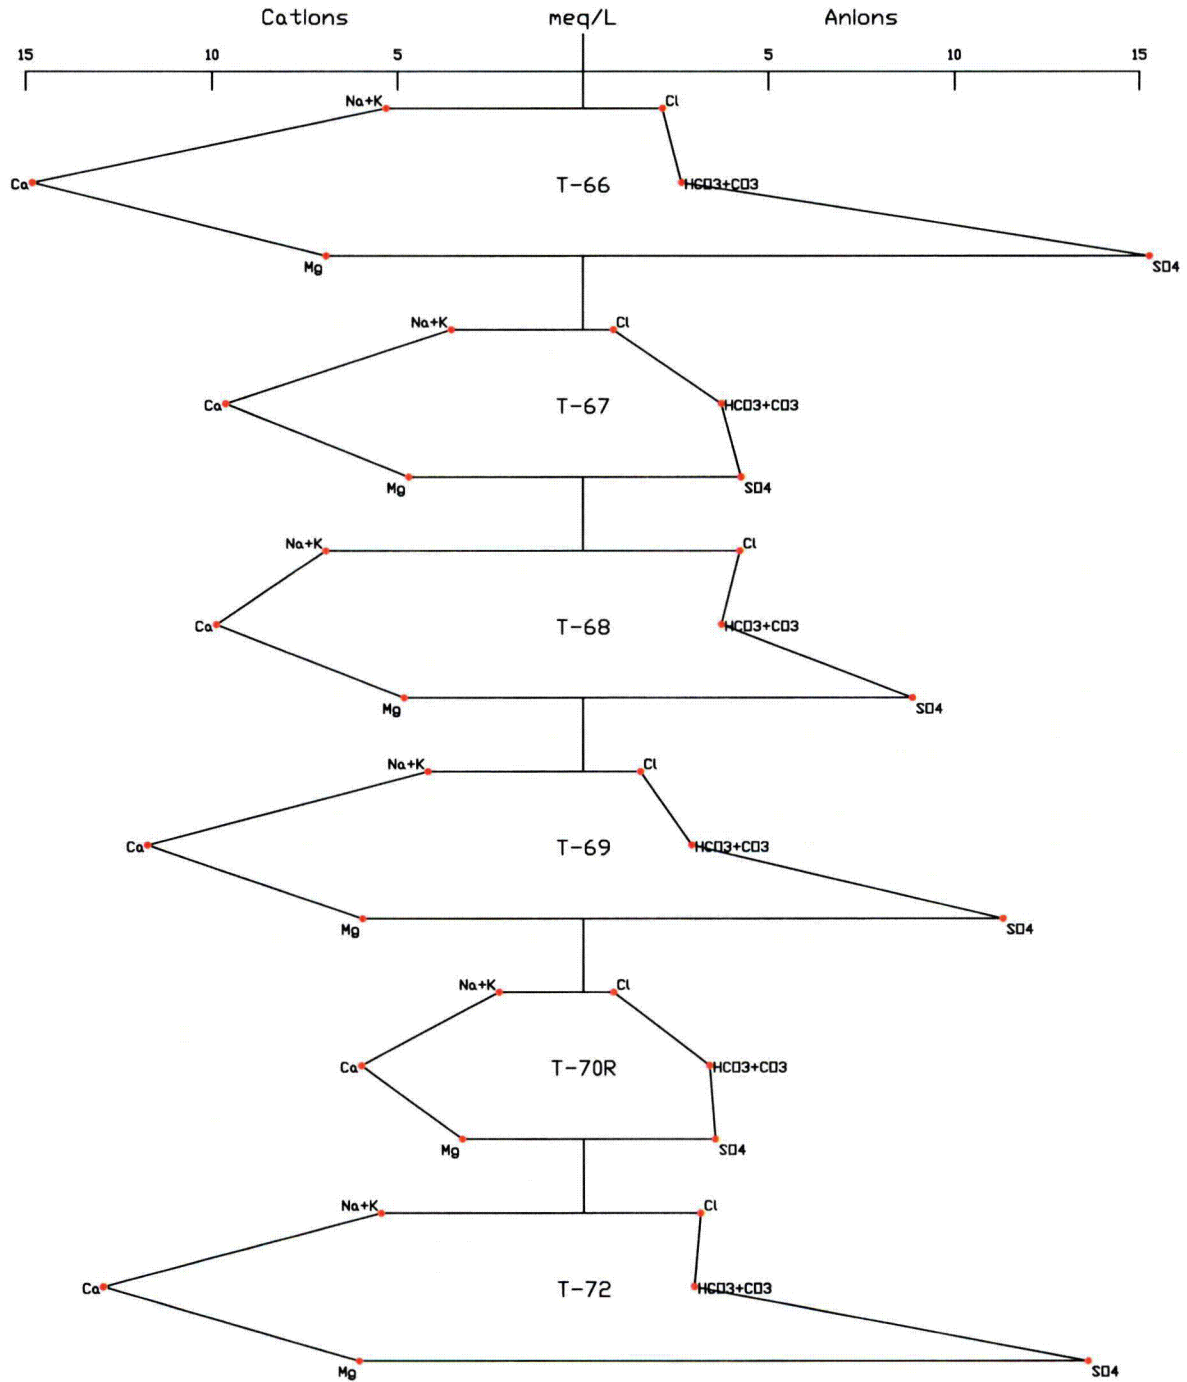 Cations meq/L Anions
15 10 5 5 10 15
Na+K Cl
Ca T-66 HCO3+CO3
Mg SO4
Na+K Cl
Ca T-67 HCO3+CO3
Mg SO4
Na+K Cl
Ca T-68 HCO3+CO3
Mg SO4
Na+K Cl
Ca T-69 HCO3+CO3
Mg SO4
Na+K Cl
Ca T-70R HCO3+CO3
Mg SO4
Na+K Cl
Ca T-72 HCO3+CO3
Mg SO4